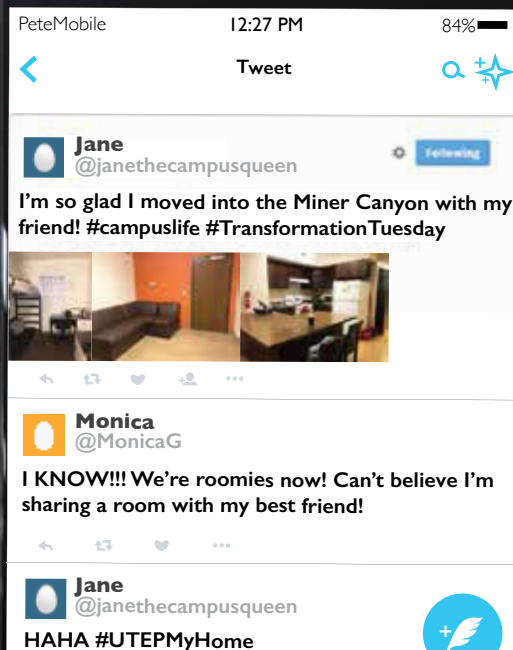 PeteMobile 12:27 PM 84%
Tweet
Jane
@janethecampusqueen
Following
I'm so glad I moved into the Miner Canyon with my
friend! #campuslife #TransformationTuesday
Monica
@MonicaG
I KNOW!!! We're roomies now! Can't believe I'm
sharing a room with my best friend!
Jane
@janethecampusqueen
HAHA #UTEPMyHome